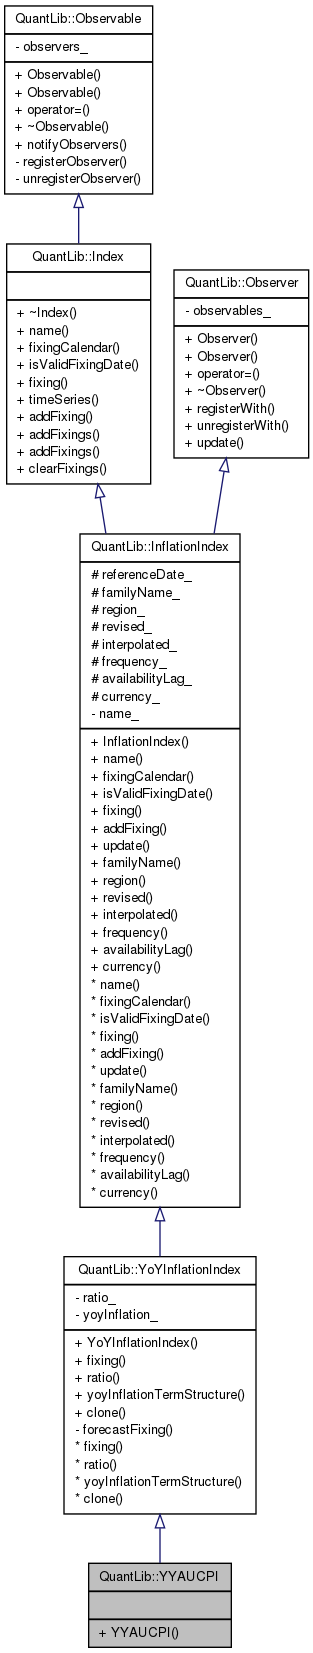 QuantLib::Observable
- observers_
+ Observable()
+ Observable()
+ operator=()
+ ~Observable()
+ notifyObservers()
- registerObserver()
- unregisterObserver()
QuantLib::Index
+ ~Index()
+ name()
+ fixingCalendar()
+ isValidFixingDate()
+ fixing()
+ timeSeries()
+ addFixing()
+ addFixings()
+ addFixings()
+ clearFixings()
QuantLib::Observer
- observables_
+ Observer()
+ Observer()
+ operator=()
+ ~Observer()
+ registerWith()
+ unregisterWith()
+ update()
QuantLib::InflationIndex
# referenceDate_
# familyName_
# region_
# revised_
# interpolated_
# frequency_
# availabilityLag_
# currency_
- name_
+ InflationIndex()
+ name()
+ fixingCalendar()
+ isValidFixingDate()
+ fixing()
+ addFixing()
+ update()
+ familyName()
+ region()
+ revised()
+ interpolated()
+ frequency()
+ availabilityLag()
+ currency()
* name()
* fixingCalendar()
* isValidFixingDate()
* fixing()
* addFixing()
* update()
* familyName()
* region()
* revised()
* interpolated()
* frequency()
* availabilityLag()
* currency()
QuantLib::YoYInflationIndex
- ratio_
- yoyInflation_
+ YoYInflationIndex()
+ fixing()
+ ratio()
+ yoyInflationTermStructure()
+ clone()
- forecastFixing()
* fixing()
* ratio()
* yoyInflationTermStructure()
* clone()
QuantLib::YYAUCPI
+ YYAUCPI()